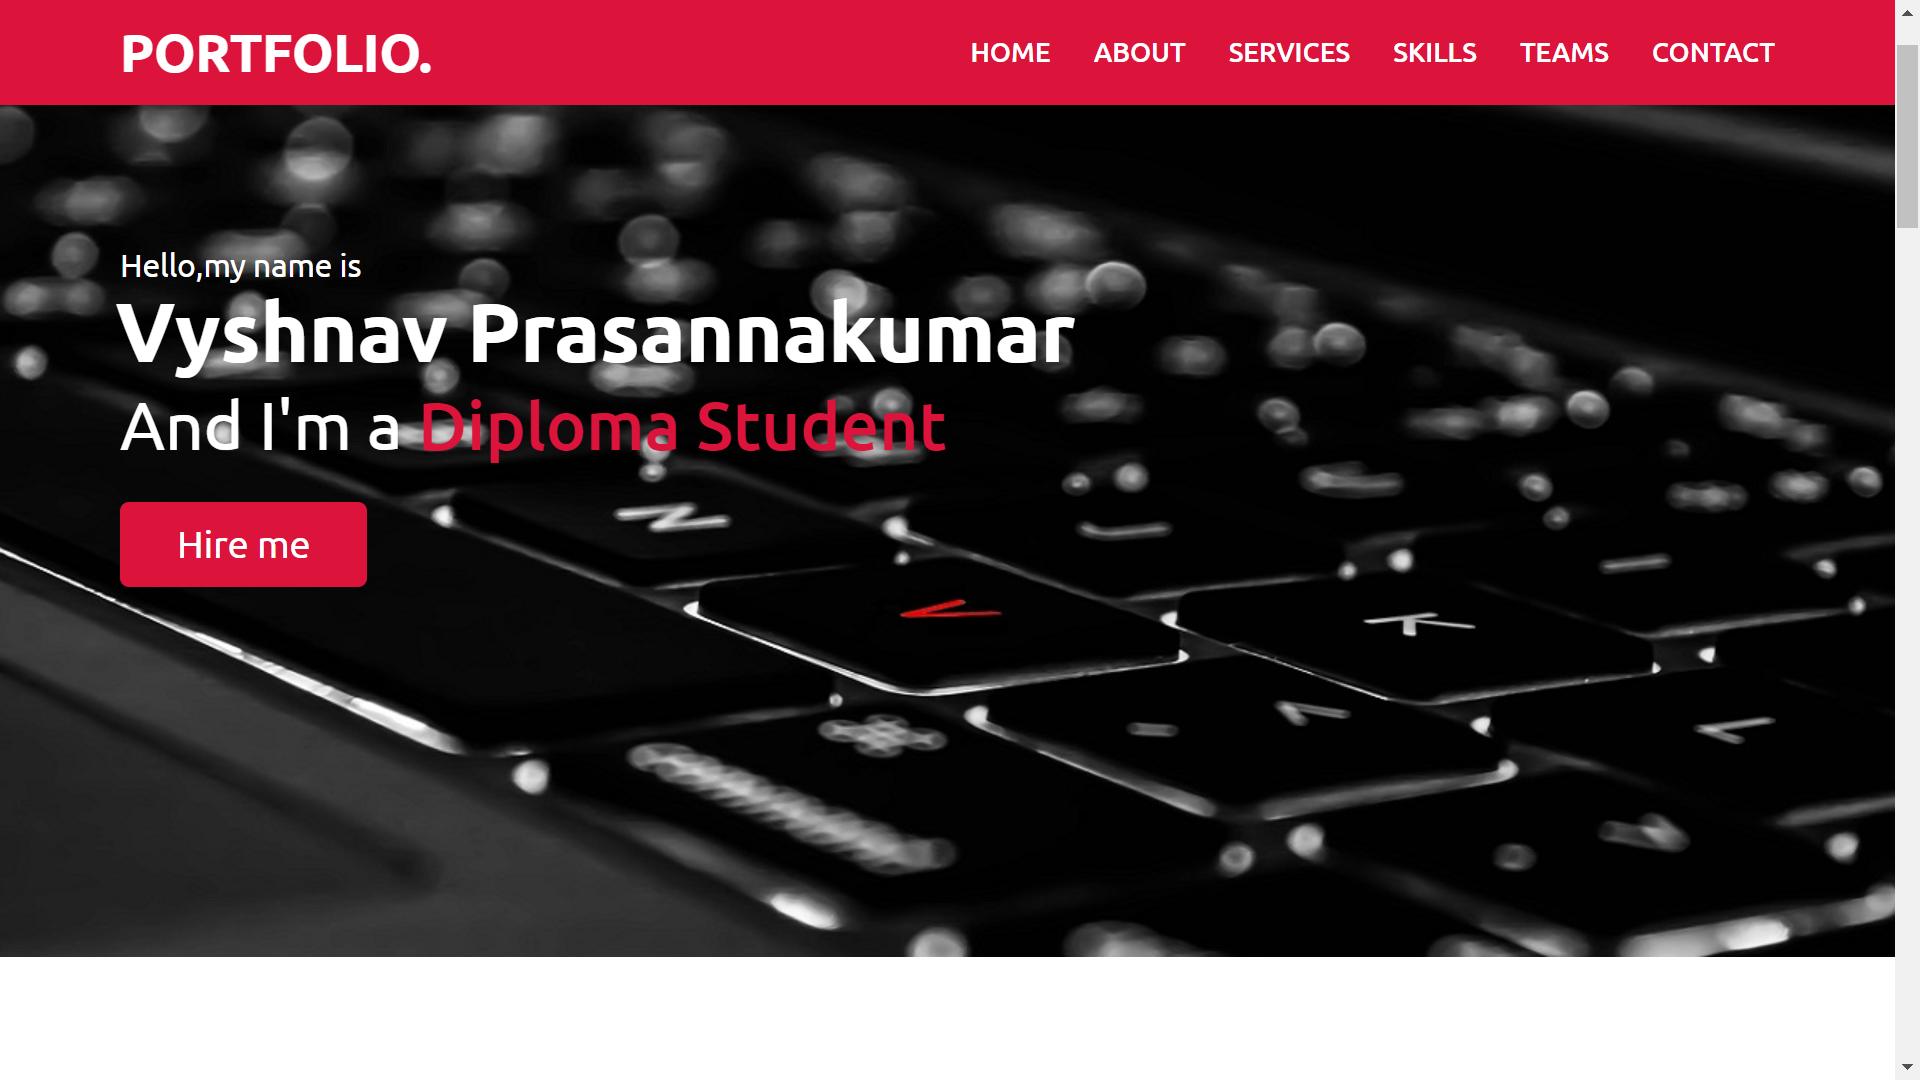 PORTFOLIO.
HOME ABOUT SERVICES SKILLS TEAMS CONTACT
Hello,my name is
Vyshnav Prasannakumar
And I'm a Diploma Student
Hire me
N
V
K